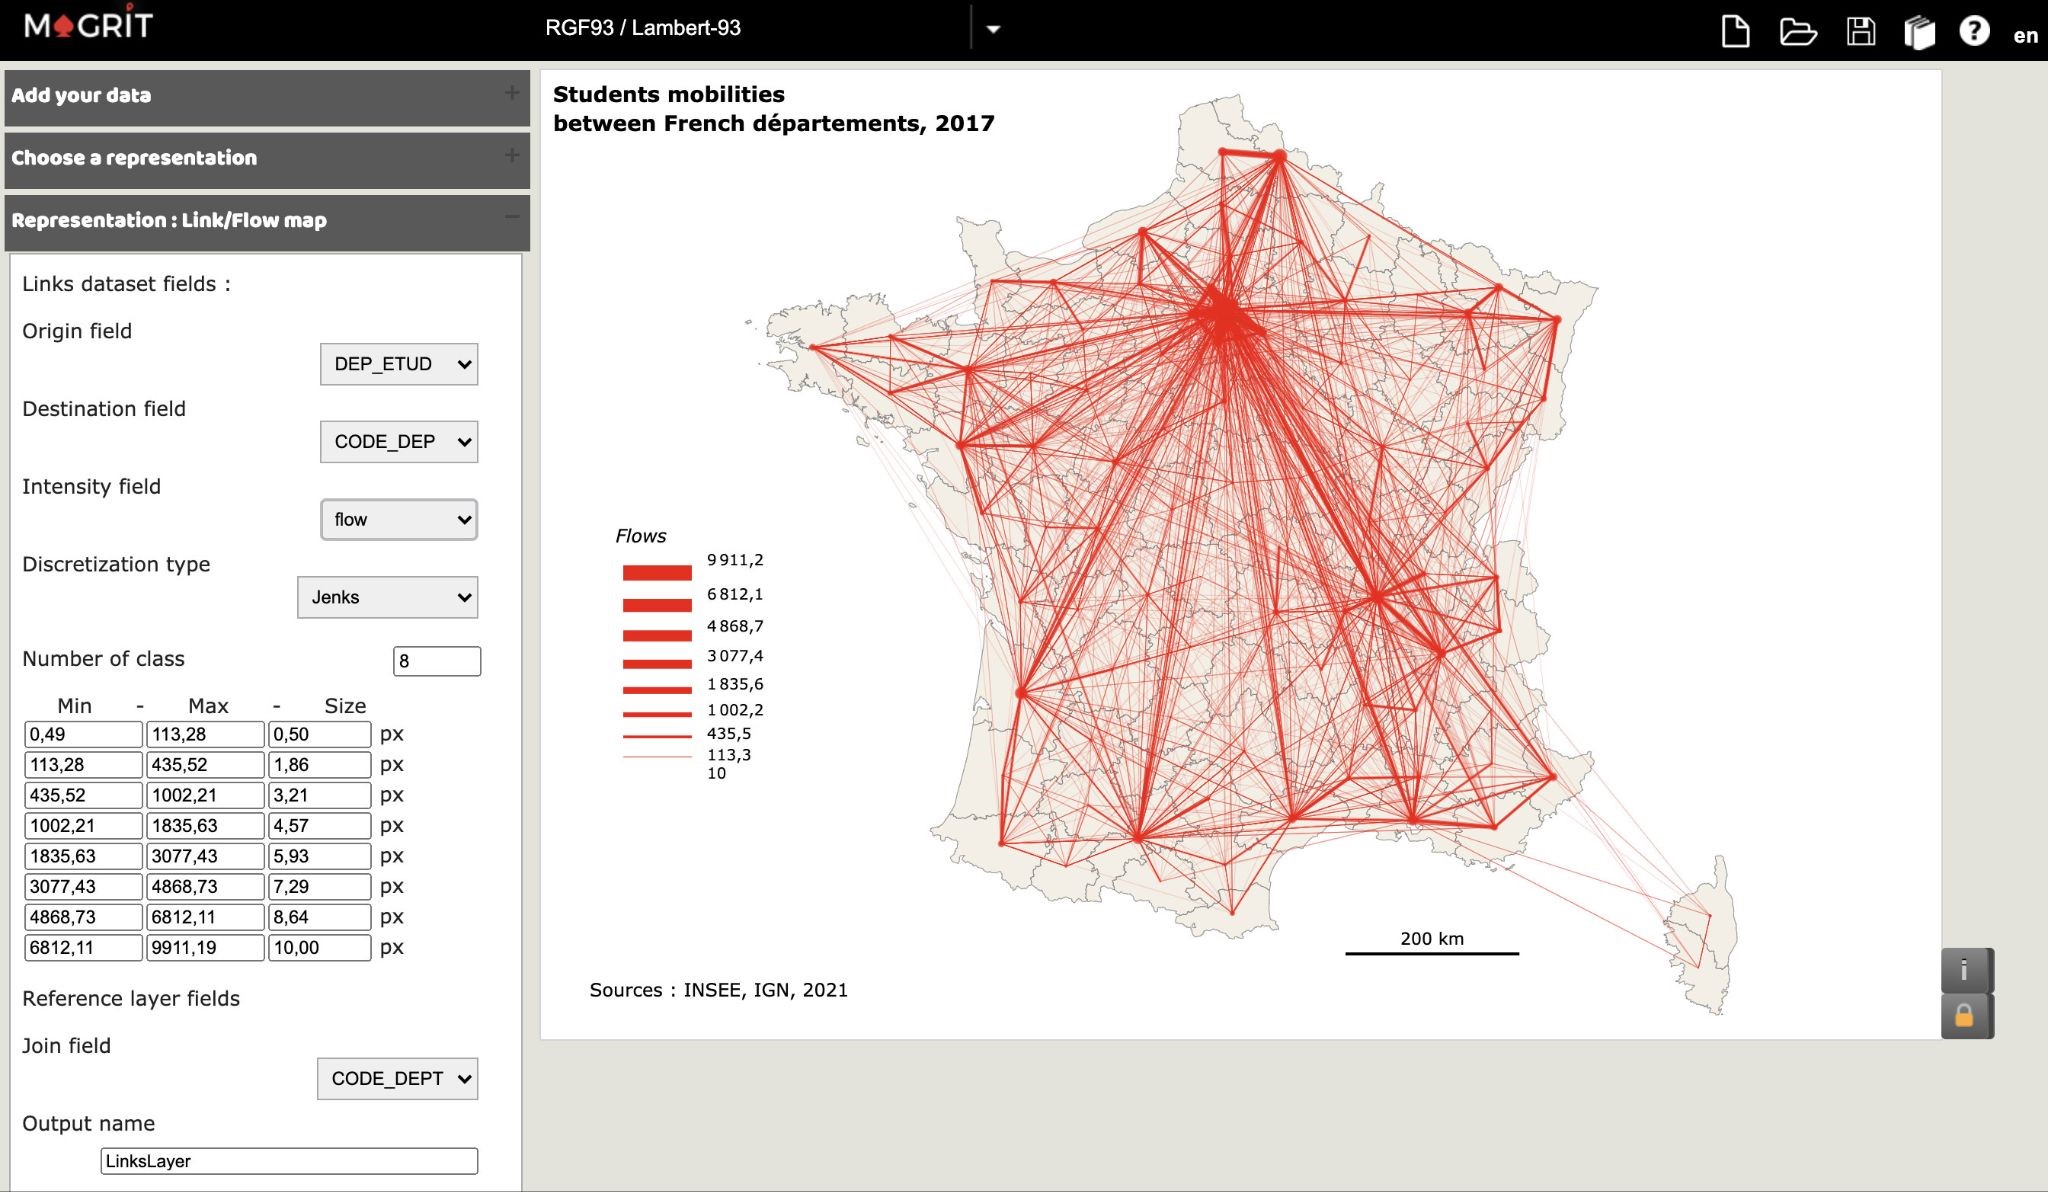 MAGRIT
RGF93 / Lambert-93
en
Add your data +
Choose a representation +
Representation : Link/Flow map −
Links dataset fields :
Origin field
DEP_ETUD
Destination field
CODE_DEP
Intensity field
flow
Discretization type
Jenks
Number of class 8
Min - Max - Size
0,49 113,28 0,50 px
113,28 435,52 1,86 px
435,52 1002,21 3,21 px
1002,21 1835,63 4,57 px
1835,63 3077,43 5,93 px
3077,43 4868,73 7,29 px
4868,73 6812,11 8,64 px
6812,11 9911,19 10,00 px
Reference layer fields
Join field
CODE_DEPT
Output name
LinksLayer
Students mobilities
between French départements, 2017
Flows
9 911,2
6 812,1
4 868,7
3 077,4
1 835,6
1 002,2
435,5
113,3
10
200 km
Sources : INSEE, IGN, 2021
?
i